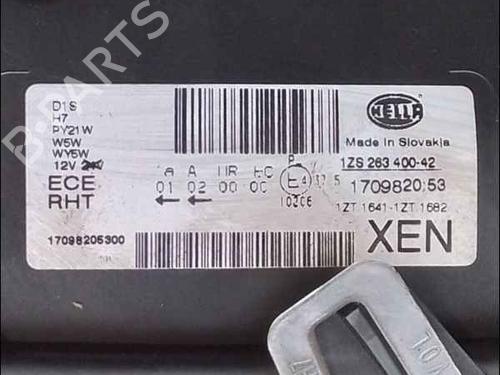 D1S
H7
PY21W
W5W
WY5W
12V
ECE
RHT
A HR
01 02 00 00
E4
17098205300
HELLA
Made in Slovakia
1ZS 263 400-42
1709820 53
1ZT 1641-1ZT 1682
XEN
B-PARTS